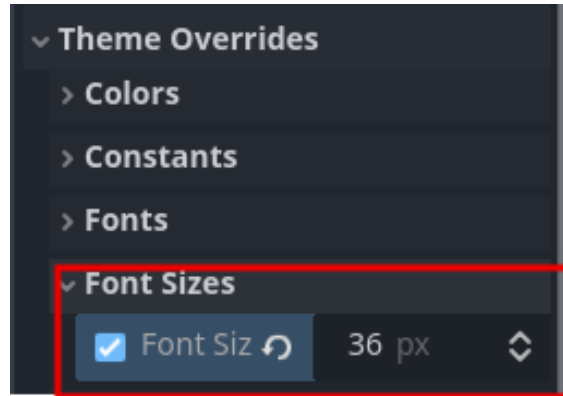 Theme Overrides
Colors
Constants
Fonts
Font Sizes
Font Siz 36 px